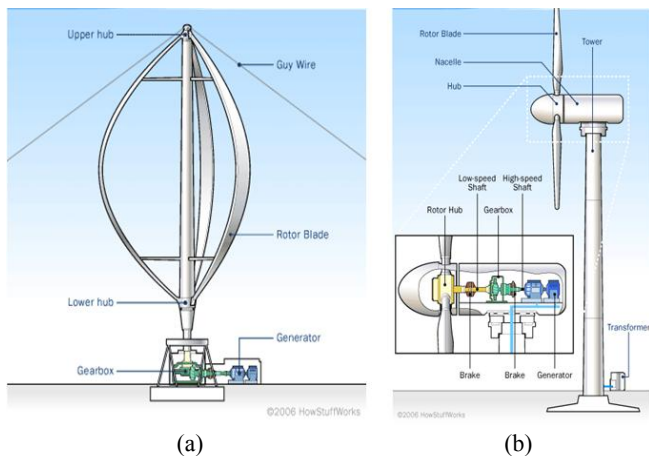 Upper hub
Guy Wire
Rotor Blade
Lower hub
Generator
Gearbox
©2006 HowStuffWorks
(a)
Rotor Blade
Tower
Nacelle
Hub
Low-speed
Shaft
High-speed
Shaft
Rotor Hub
Gearbox
Transformer
Brake
Brake
Generator
©2006 HowStuffWorks
(b)